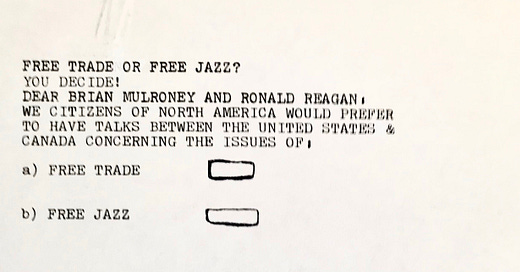 FREE TRADE OR FREE JAZZ?
YOU DECIDE!
DEAR BRIAN MULRONEY AND RONALD REAGAN,
WE CITIZENS OF NORTH AMERICA WOULD PREFER
TO HAVE TALKS BETWEEN THE UNITED STATES &
CANADA CONCERNING THE ISSUES OF,
a) FREE TRADE
b) FREE JAZZ